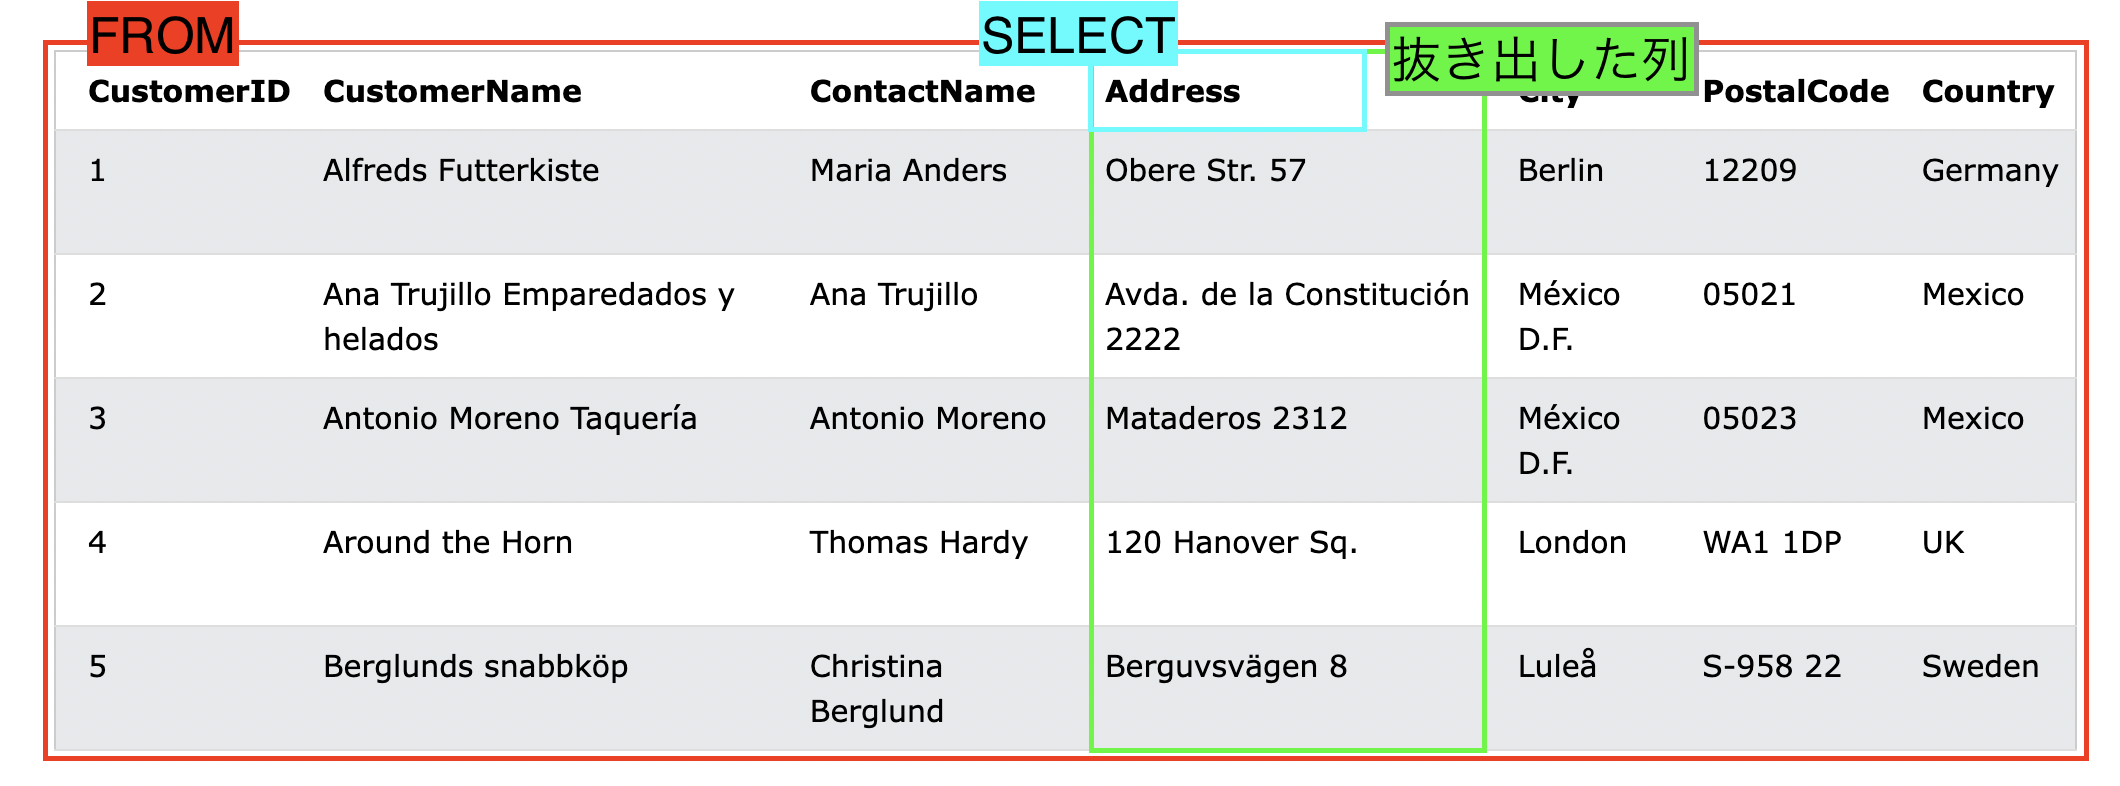 FROM SELECT 抜き出した列
CustomerID CustomerName ContactName Address City PostalCode Country
1 Alfreds Futterkiste Maria Anders Obere Str. 57 Berlin 12209 Germany
2 Ana Trujillo Emparedados y Ana Trujillo Avda. de la Constitución México 05021 Mexico
helados 2222 D.F.
3 Antonio Moreno Taquería Antonio Moreno Mataderos 2312 México 05023 Mexico
D.F.
4 Around the Horn Thomas Hardy 120 Hanover Sq. London WA1 1DP UK
5 Berglunds snabbköp Christina Berguvsvägen 8 Luleå S-958 22 Sweden
Berglund